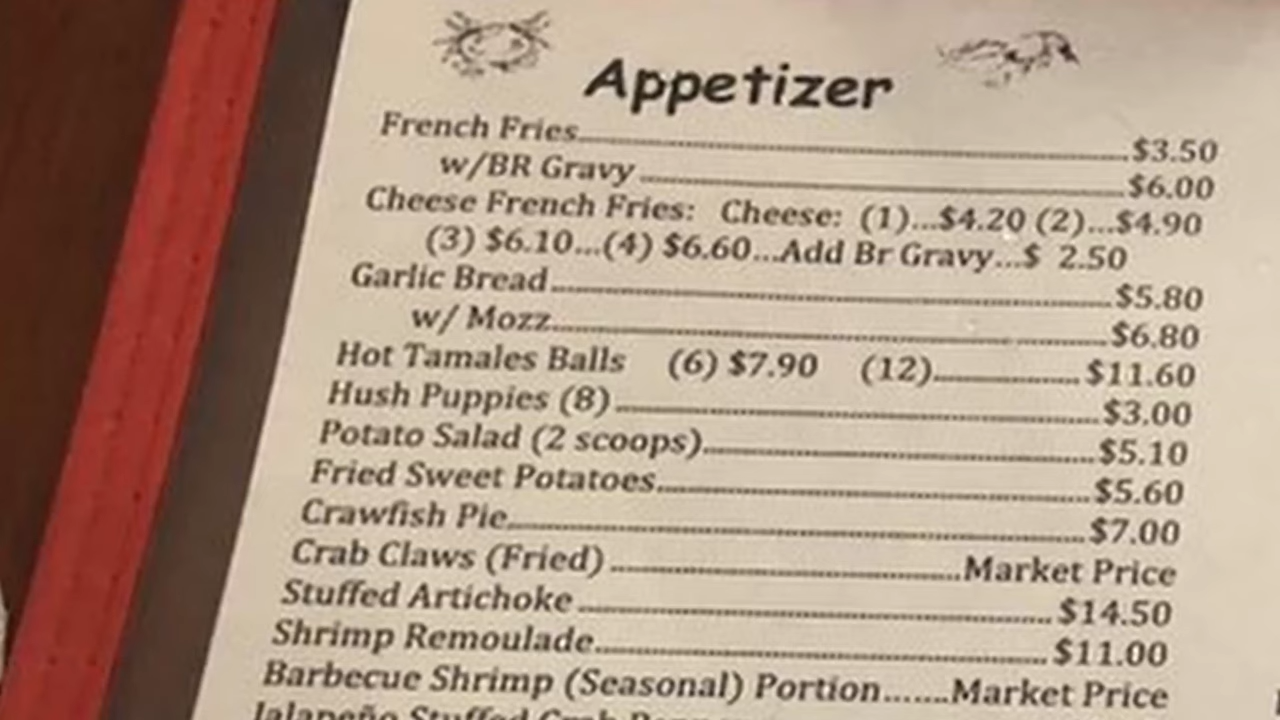 Appetizer
French Fries.......................................................................$3.50
w/BR Gravy.............................................................$6.00
Cheese French Fries: Cheese: (1)...$4.20 (2)...$4.90
(3) $6.10...(4) $6.60...Add Br Gravy...$ 2.50
Garlic Bread.......................................................................$5.80
w/ Mozz.......................................................................$6.80
Hot Tamales Balls (6) $7.90 (12)...................$11.60
Hush Puppies (8).............................................................$3.00
Potato Salad (2 scoops)..................................................$5.10
Fried Sweet Potatoes.......................................................$5.60
Crawfish Pie.......................................................................$7.00
Crab Claws (Fried)............................................Market Price
Stuffed Artichoke............................................................$14.50
Shrimp Remoulade.........................................................$11.00
Barbecue Shrimp (Seasonal) Portion.......Market Price
Jalapeño Stuffed Crab